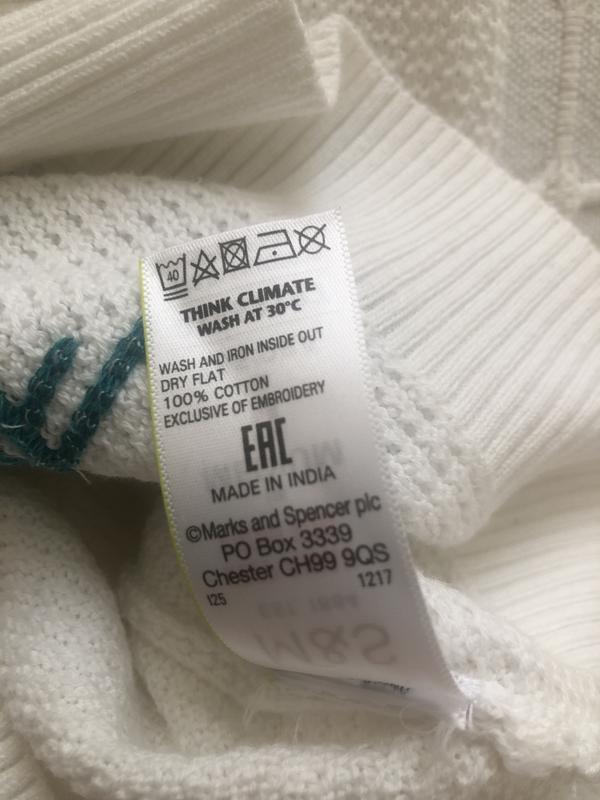 40
THINK CLIMATE
WASH AT 30°C
WASH AND IRON INSIDE OUT
DRY FLAT
100% COTTON
EXCLUSIVE OF EMBROIDERY
EAC
MADE IN INDIA
©Marks and Spencer plc
PO Box 3339
Chester CH99 9QS
125 1217
M&S